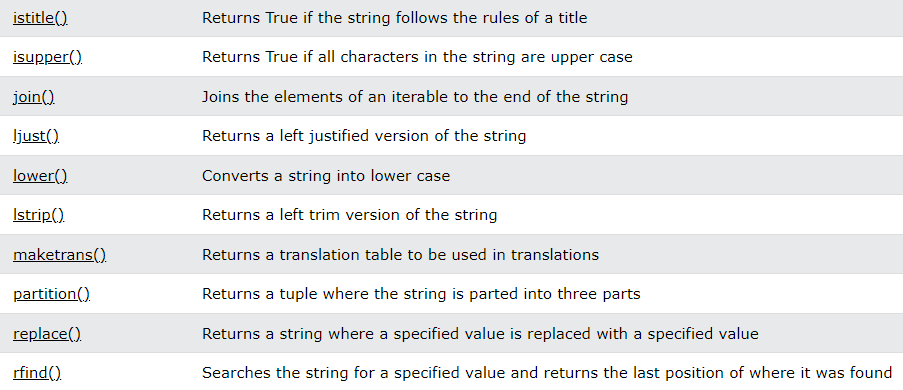 istitle() Returns True if the string follows the rules of a title
isupper() Returns True if all characters in the string are upper case
join() Joins the elements of an iterable to the end of the string
ljust() Returns a left justified version of the string
lower() Converts a string into lower case
lstrip() Returns a left trim version of the string
maketrans() Returns a translation table to be used in translations
partition() Returns a tuple where the string is parted into three parts
replace() Returns a string where a specified value is replaced with a specified value
rfind() Searches the string for a specified value and returns the last position of where it was found